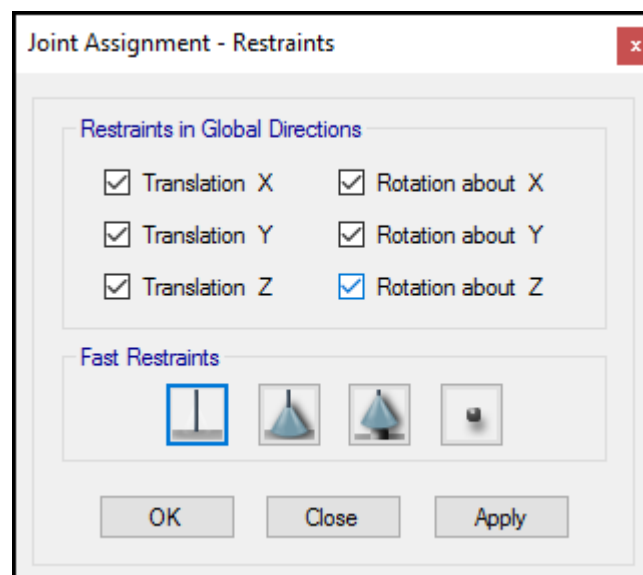 Joint Assignment - Restraints
x
Restraints in Global Directions
Translation X
Rotation about X
Translation Y
Rotation about Y
Translation Z
Rotation about Z
Fast Restraints
OK
Close
Apply